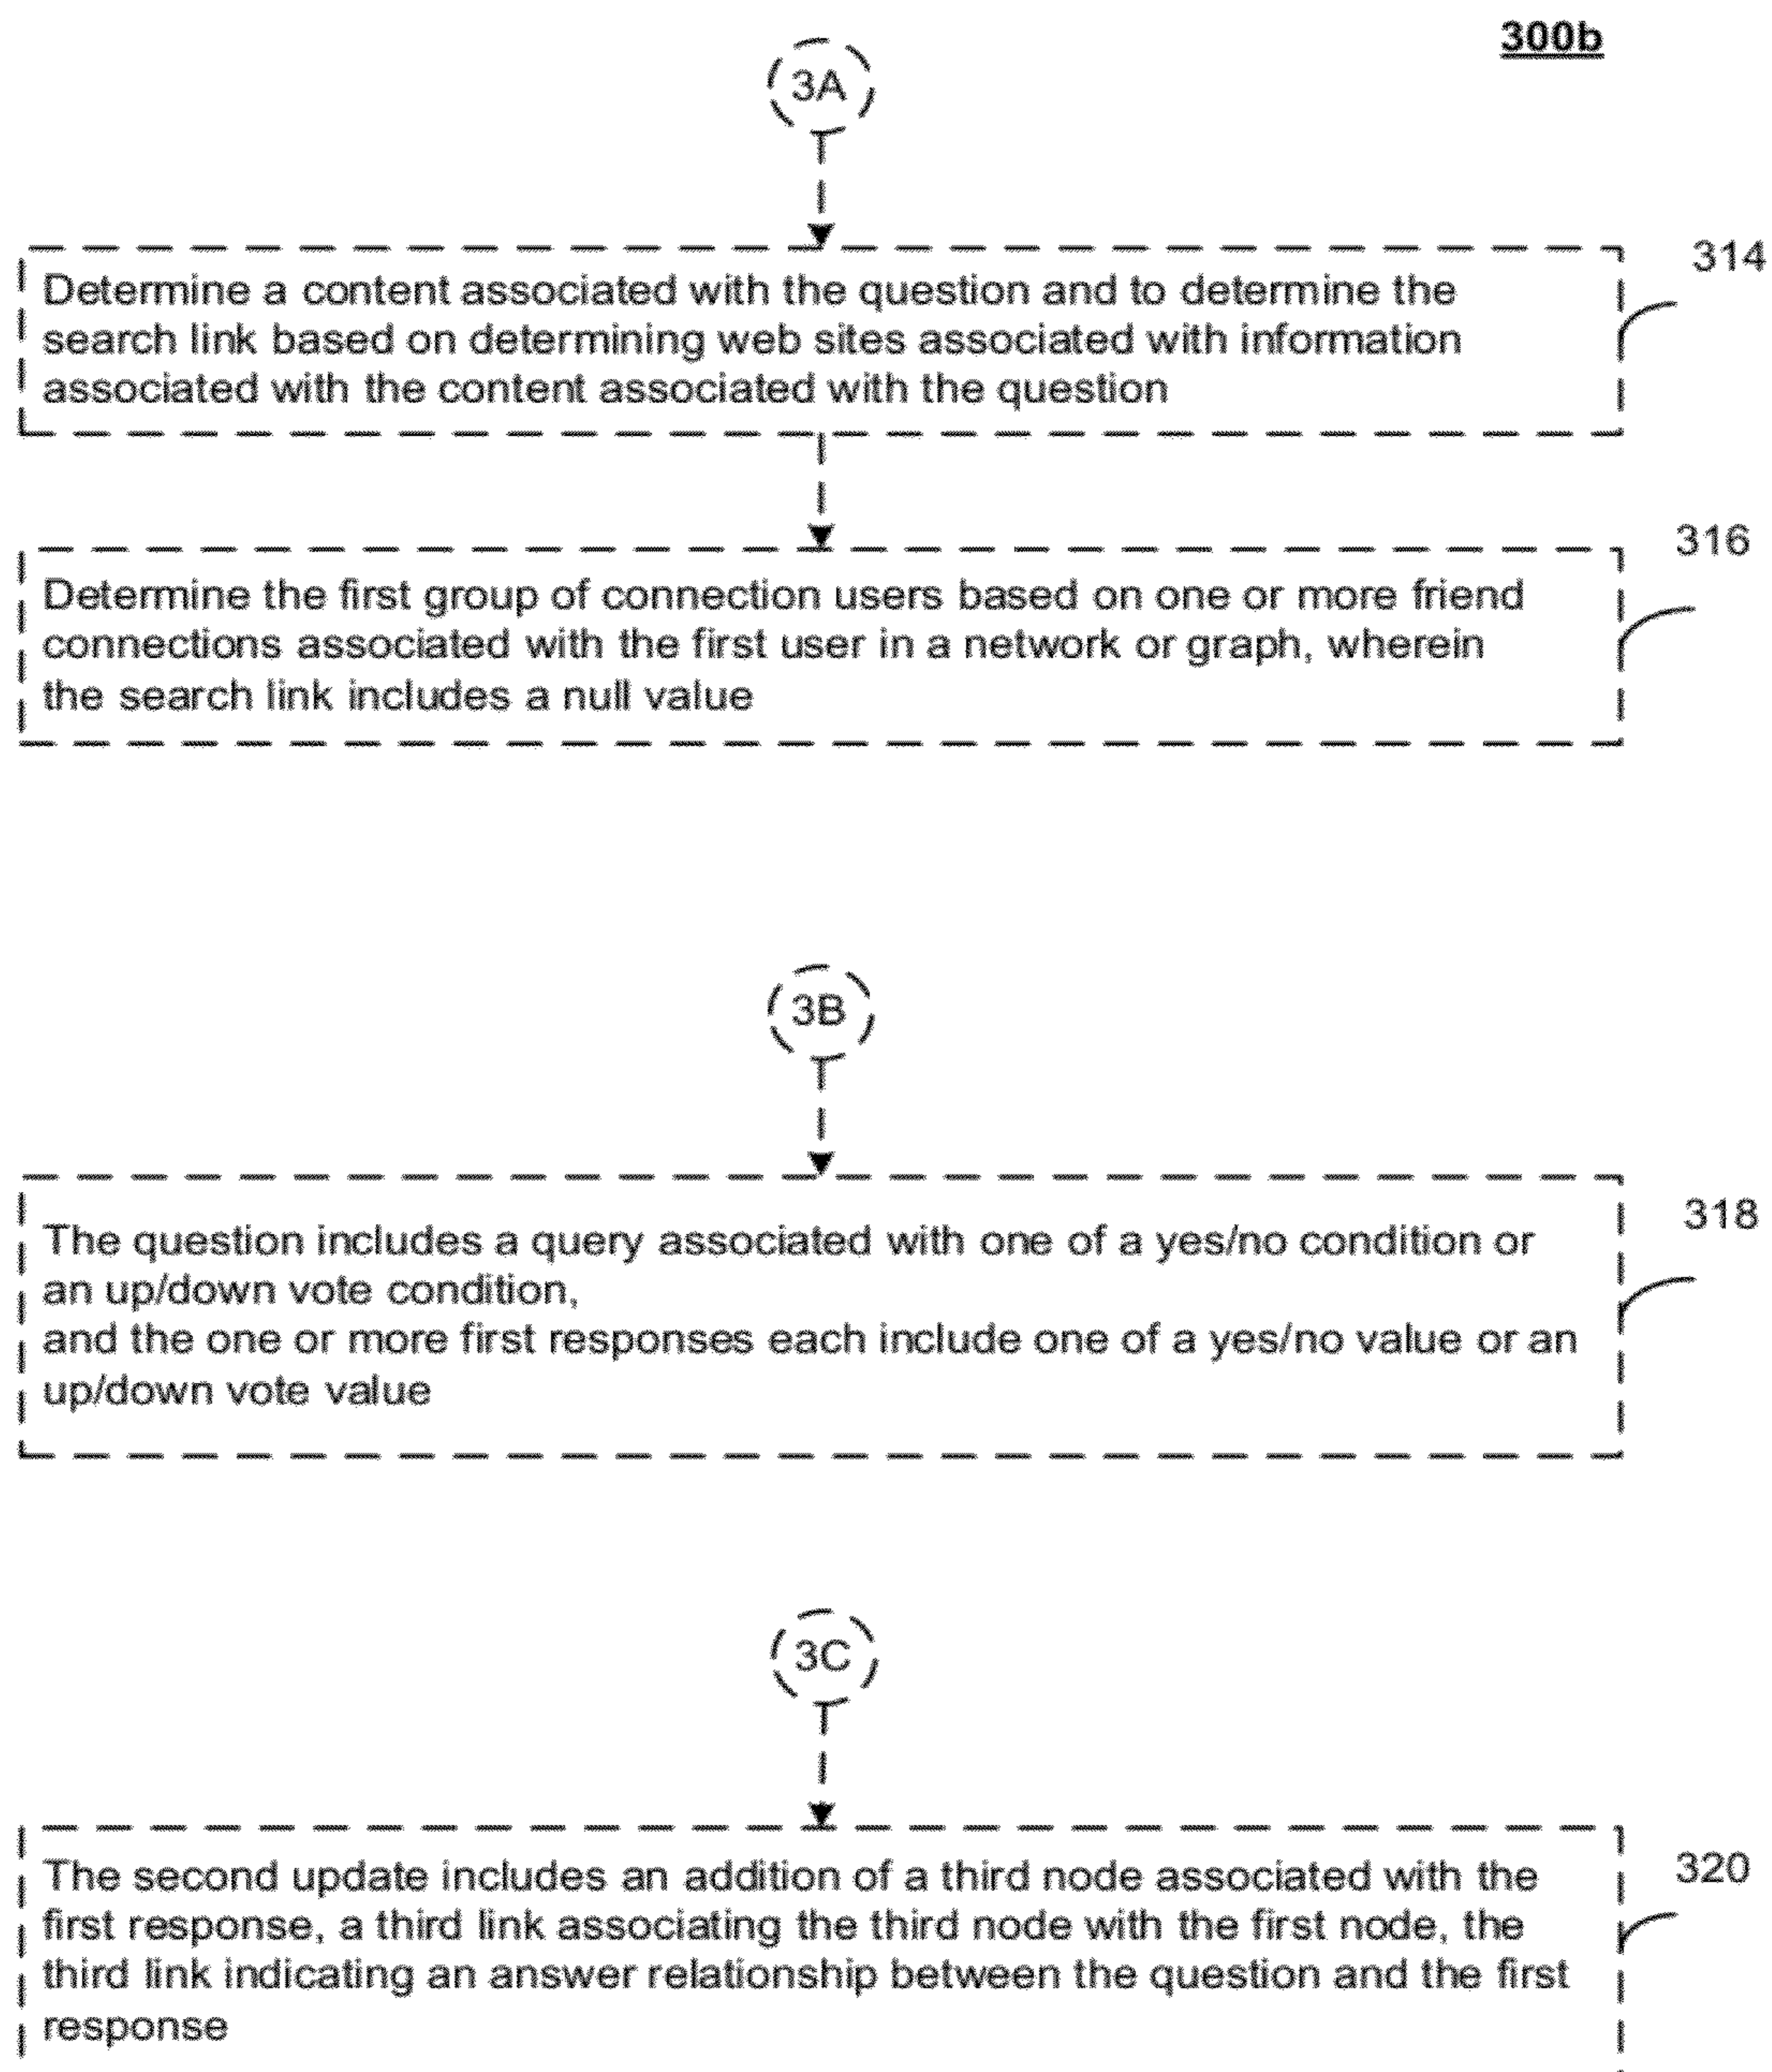 300b
3A
314
Determine a content associated with the question and to determine the
search link based on determining web sites associated with information
associated with the content associated with the question
316
Determine the first group of connection users based on one or more friend
connections associated with the first user in a network or graph, wherein
the search link includes a null value
3B
318
The question includes a query associated with one of a yes/no condition or
an up/down vote condition,
and the one or more first responses each include one of a yes/no value or an
up/down vote value
3C
320
The second update includes an addition of a third node associated with the
first response, a third link associating the third node with the first node, the
third link indicating an answer relationship between the question and the first
response